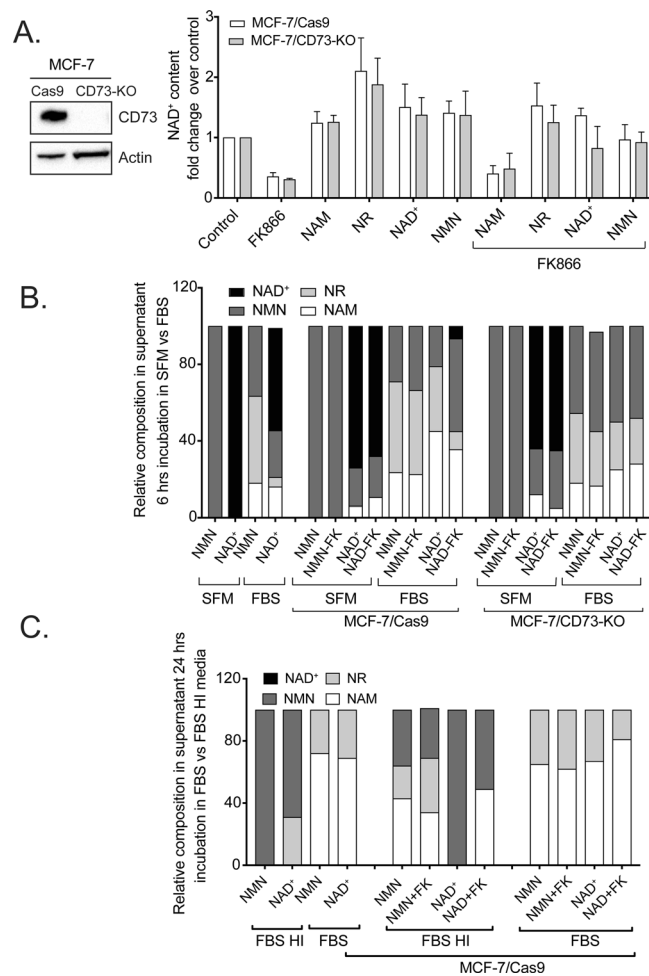 A.
MCF-7
Cas9 CD73-KO
CD73
Actin
NAD⁺ content
fold change over control
4
3
2
1
0
MCF-7/Cas9
MCF-7/CD73-KO
Control
FK866
NAM
NR
NAD⁺
NMN
NAM
NR
NAD⁺
NMN
FK866
B.
Relative composition in supernatant
6 hrs incubation in SFM vs FBS
120
80
40
0
NAD⁺ NR
NMN NAM
NMN
NAD⁺
NMN
NAD⁺
NMN
NMN-FK
NAD⁺
NAD-FK
NMN
NMN-FK
NAD⁺
NAD-FK
NMN
NMN-FK
NAD⁺
NAD-FK
NMN
NMN-FK
NAD⁺
NAD-FK
SFM FBS SFM FBS SFM FBS
MCF-7/Cas9 MCF-7/CD73-KO
C.
Relative composition in supernatant 24 hrs
incubation in FBS vs FBS HI media
120
80
40
0
NAD⁺ NR
NMN NAM
NMN
NAD⁺
NMN
NAD⁺
NMN
NMN+FK
NAD⁺
NAD+FK
NMN
NMN+FK
NAD⁺
NAD+FK
FBS HI FBS FBS HI FBS
MCF-7/Cas9